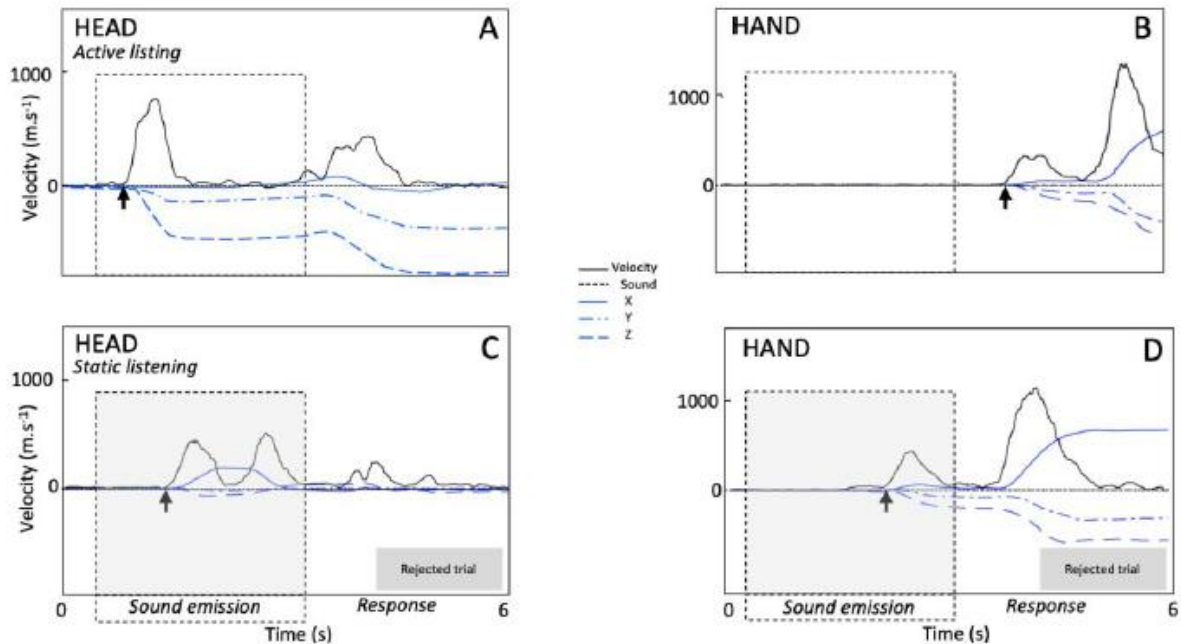 HEAD
A
Active listing
1000
0
Velocity (m.s⁻¹)
HAND
B
1000
0
Velocity
Sound
X
Y
Z
HEAD
C
Static listening
1000
0
Velocity (m.s⁻¹)
Rejected trial
0
Sound emission
Response
6
Time (s)
HAND
D
1000
0
Rejected trial
0
Sound emission
Response
6
Time (s)